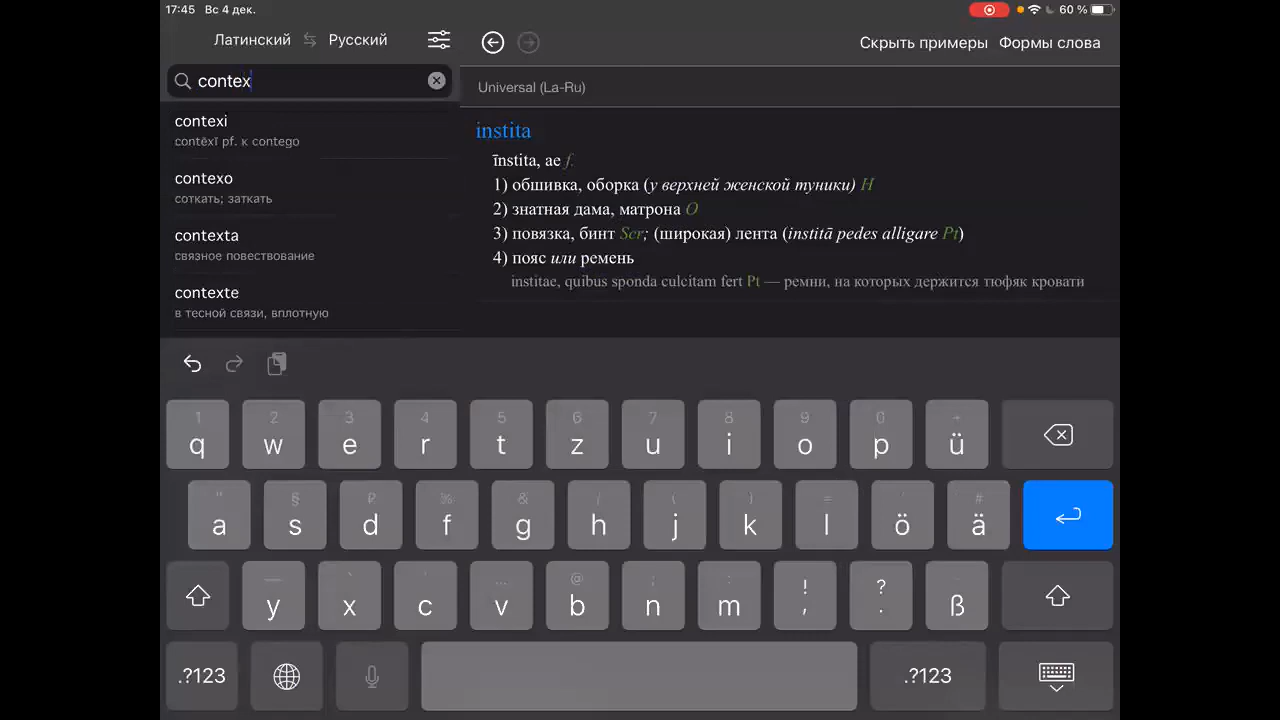 17:45 Вс 4 дек.
60 %
Латинский Русский
Скрыть примеры Формы слова
contex
Universal (La-Ru)
contexi
contēxī pf. к contego
contexo
соткать; заткать
contexta
связное повествование
contexte
в тесной связи, вплотную
instita
īnstita, ae f.
1) обшивка, оборка (у верхней женской туники) H
2) знатная дама, матрона O
3) повязка, бинт Scr; (широкая) лента (institā pedes alligare Pt)
4) пояс или ремень
institae, quibus sponda culcitam fert Pt — ремни, на которых держится тюфяк кровати
1 2 3 4 5 6 7 8 9 0 +
q w e r t z u i o p ü
" § ₽ % & / ( ) = ' #
a s d f g h j k l ö ä
— ` ' ... ... @ ; : ! ?
y x c v b n m , . ß
.?123 .?123